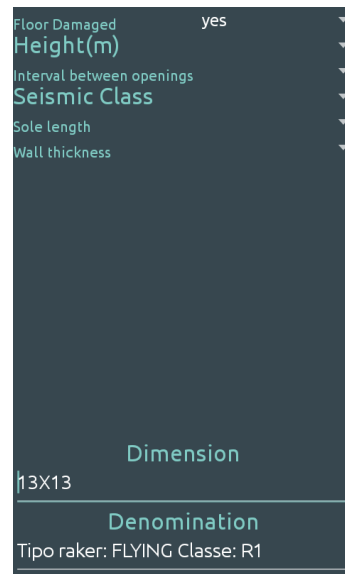 Floor Damaged yes
Height(m)
Interval between openings
Seismic Class
Sole length
Wall thickness
Dimension
13X13
Denomination
Tipo raker: FLYING Classe: R1